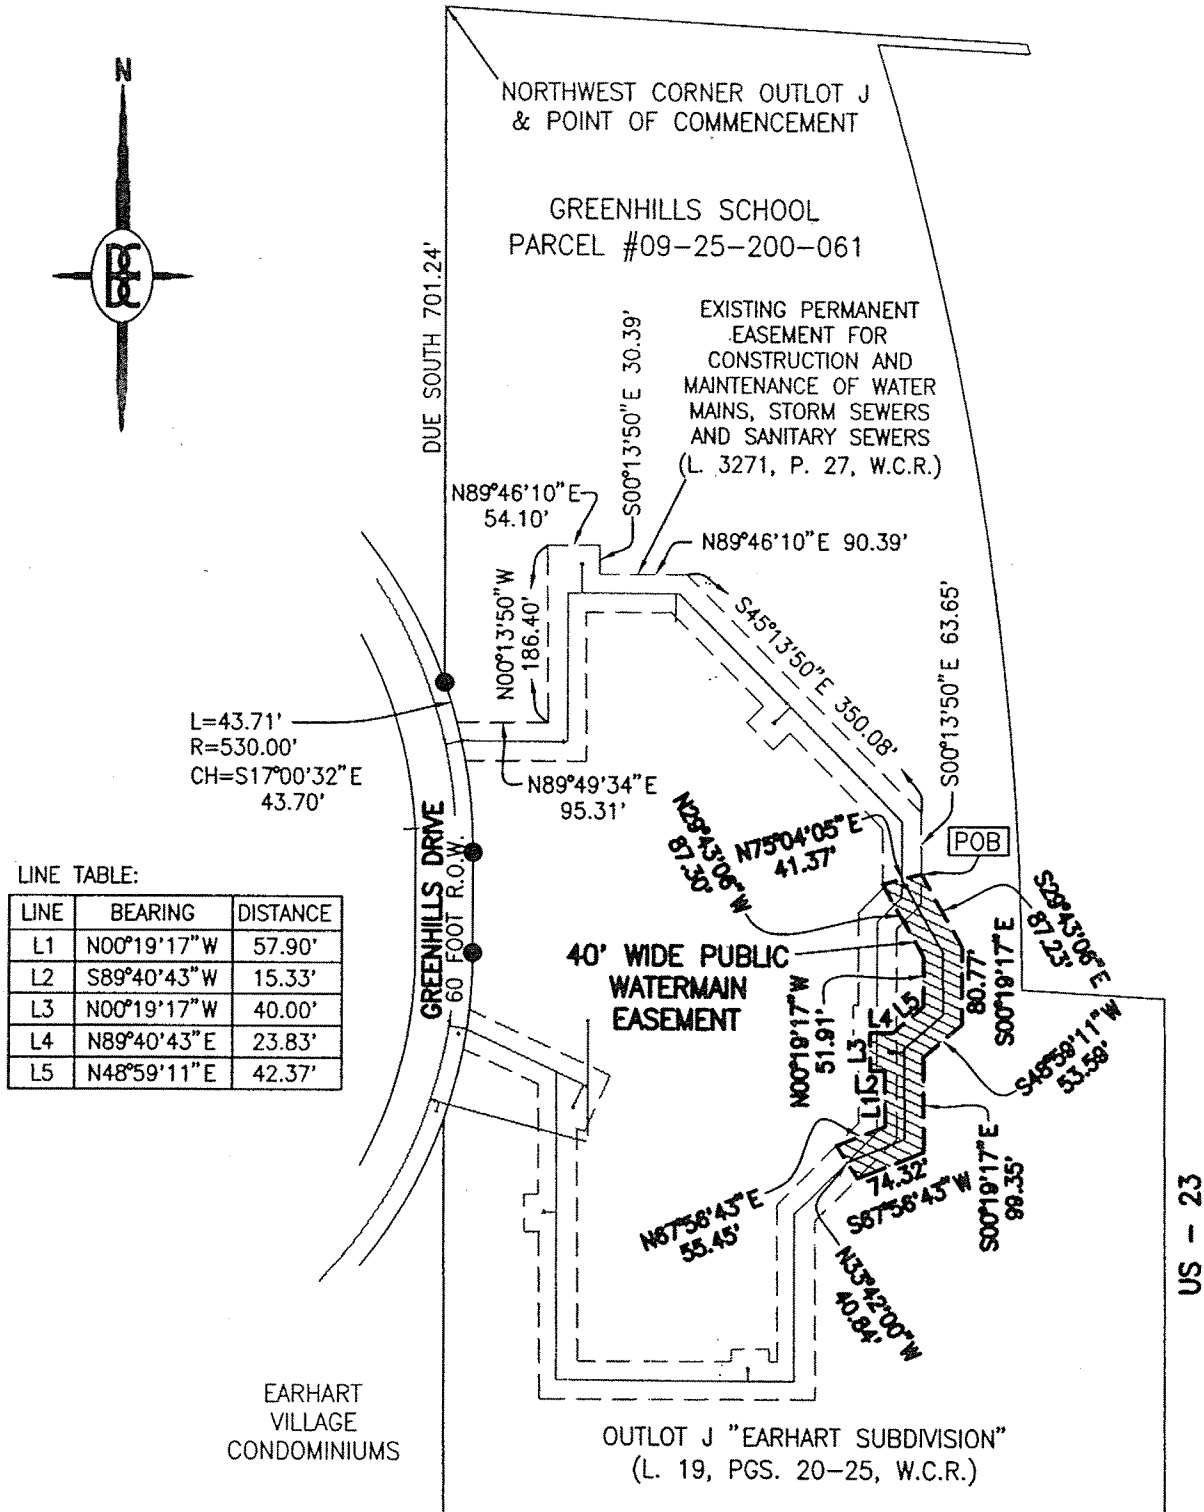 N
NORTHWEST CORNER OUTLOT J
& POINT OF COMMENCEMENT
GREENHILLS SCHOOL
PARCEL #09-25-200-061
DUE SOUTH 701.24'
EXISTING PERMANENT
EASEMENT FOR
CONSTRUCTION AND
MAINTENANCE OF WATER
MAINS, STORM SEWERS
AND SANITARY SEWERS
(L. 3271, P. 27, W.C.R.)
S00°13'50"E 30.39'
N89°46'10"E
54.10'
N89°46'10"E 90.39'
N00°13'50"W
186.40'
S45°13'50"E 350.08'
S00°13'50"E 63.65'
L=43.71'
R=530.00'
CH=S17°00'32"E
43.70'
N89°49'34"E
95.31'
GREENHILLS DRIVE
60 FOOT R.O.W.
N29°43'06"W
87.30'
N75°04'05"E
41.37'
POB
S29°43'06"E
87.23'
S00°19'17"E
80.77'
40' WIDE PUBLIC
WATERMAIN
EASEMENT
N00°19'17"W
51.91'
L5
L4
L3
L2
L1
S48°59'11"W
53.59'
S00°19'17"E
99.35'
74.32'
S67°56'43"W
N67°56'43"E
55.45'
N33°42'00"W
40.84'
LINE TABLE:
LINE BEARING DISTANCE
L1 N00°19'17"W 57.90'
L2 S89°40'43"W 15.33'
L3 N00°19'17"W 40.00'
L4 N89°40'43"E 23.83'
L5 N48°59'11"E 42.37'
US - 23
EARHART
VILLAGE
CONDOMINIUMS
OUTLOT J "EARHART SUBDIVISION"
(L. 19, PGS. 20-25, W.C.R.)